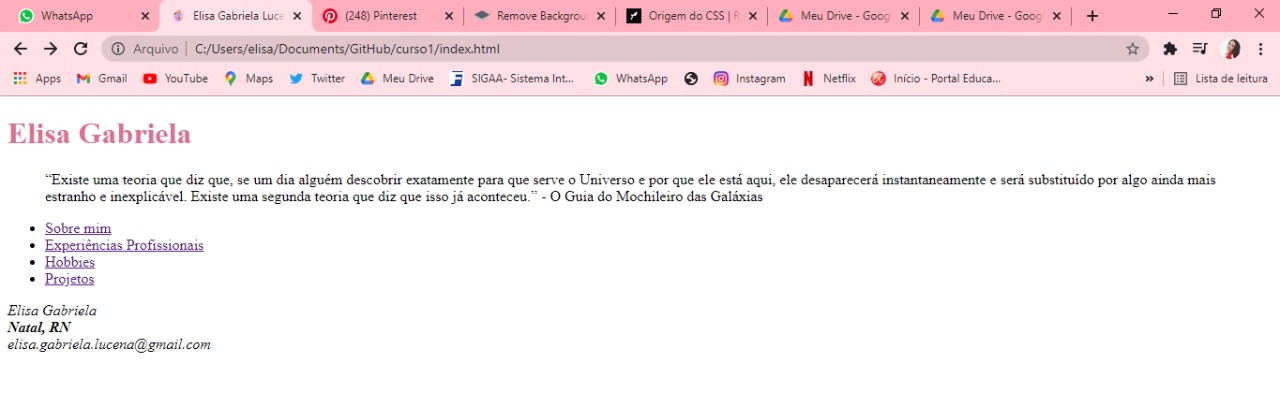 WhatsApp
Elisa Gabriela Luce
(248) Pinterest
Remove Backgrou
Origem do CSS | R
Meu Drive - Goog
Meu Drive - Goog
Arquivo | C:/Users/elisa/Documents/GitHub/curso1/index.html
Apps Gmail YouTube Maps Twitter Meu Drive SIGAA- Sistema Int... WhatsApp Instagram Netflix Início - Portal Educa... » Lista de leitura
Elisa Gabriela
“Existe uma teoria que diz que, se um dia alguém descobrir exatamente para que serve o Universo e por que ele está aqui, ele desaparecerá instantaneamente e será substituído por algo ainda mais
estranho e inexplicável. Existe uma segunda teoria que diz que isso já aconteceu.” - O Guia do Mochileiro das Galáxias
Sobre mim
Experiências Profissionais
Hobbies
Projetos
Elisa Gabriela
Natal, RN
elisa.gabriela.lucena@gmail.com